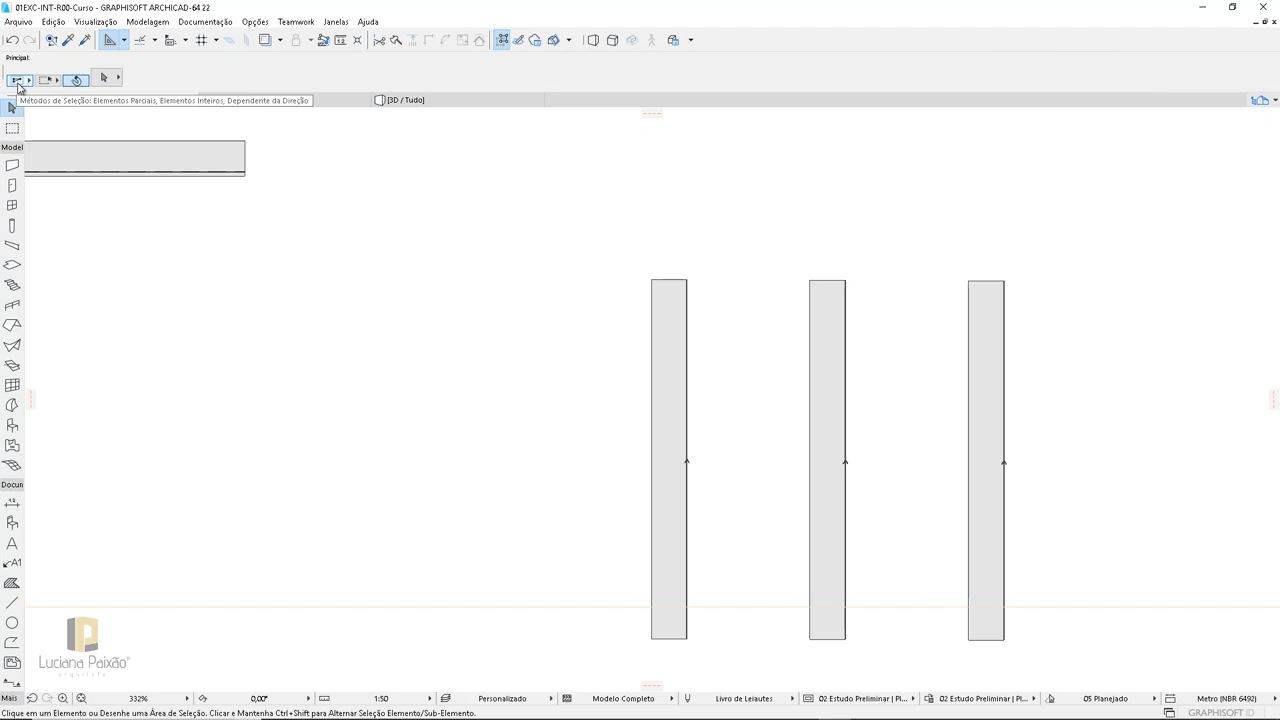 01EXC-INT-R00-Curso - GRAPHISOFT ARCHICAD-64 22
Arquivo Edição Visualização Modelagem Documentação Opções Teamwork Janelas Ajuda
Principal:
Métodos de Seleção: Elementos Parciais, Elementos Inteiros, Dependente da Direção
[3D / Tudo]
Model
Docun
A1
Luciana Paixão
arquiteta
Mais
332%
0,00°
1:50
Personalizado
Modelo Completo
Livro de Leiautes
02 Estudo Preliminar | Pl...
02 Estudo Preliminar | Pl...
05 Planejado
Metro (NBR 6492)
Clique em um Elemento ou Desenhe uma Área de Seleção. Clicar e Mantenha Ctrl+Shift para Alternar Seleção Elemento/Sub-Elemento.
GRAPHISOFT ID